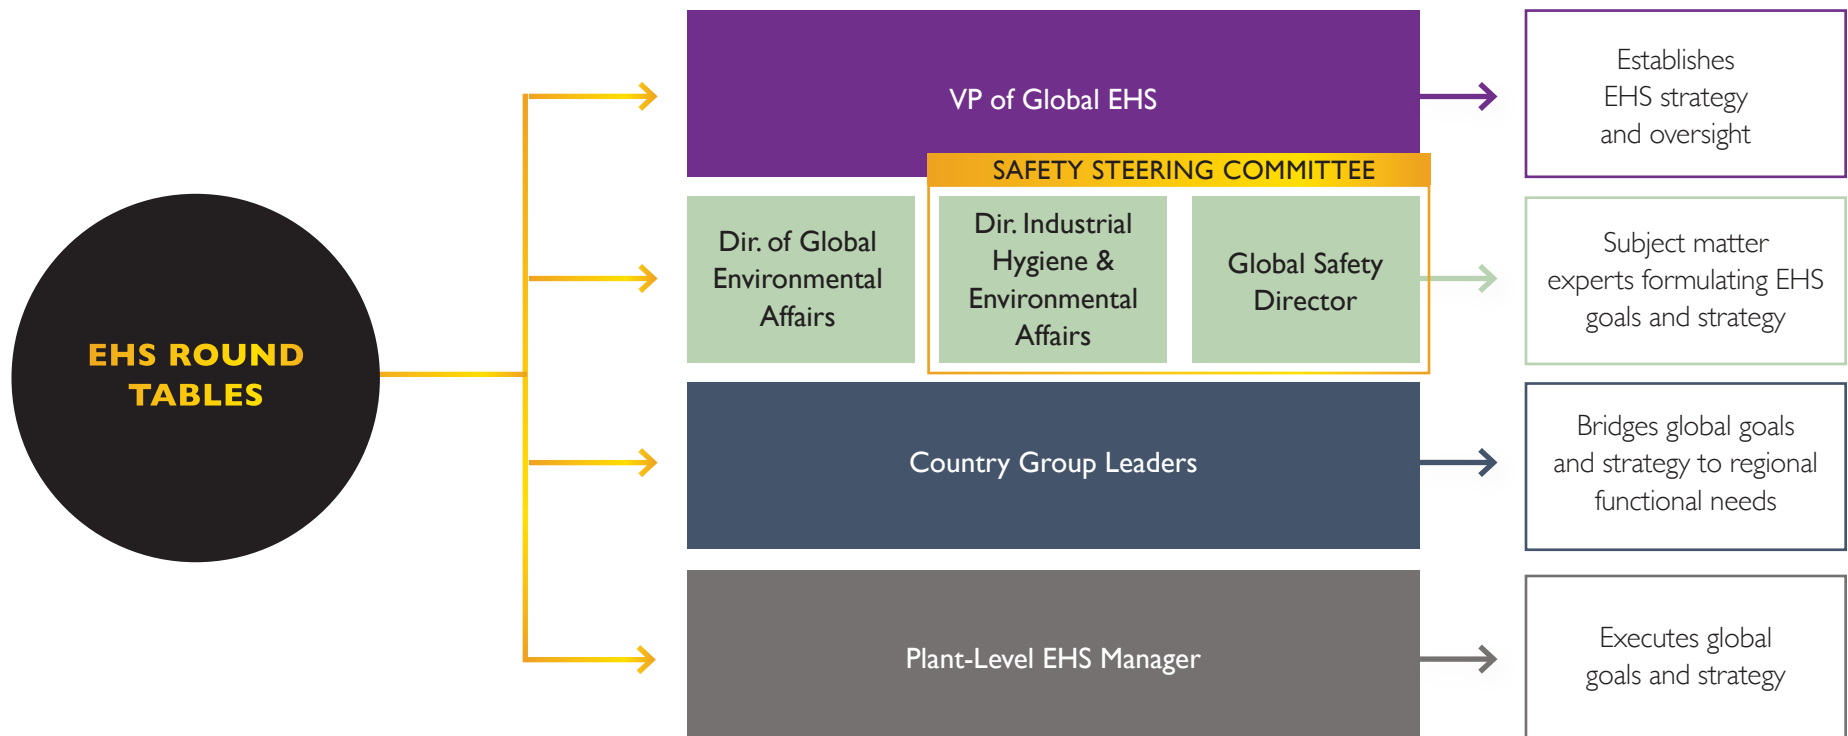 EHS ROUND
TABLES
VP of Global EHS
Establishes
EHS strategy
and oversight
SAFETY STEERING COMMITTEE
Dir. of Global
Environmental
Affairs
Dir. Industrial
Hygiene &
Environmental
Affairs
Global Safety
Director
Subject matter
experts formulating EHS
goals and strategy
Country Group Leaders
Bridges global goals
and strategy to regional
functional needs
Plant-Level EHS Manager
Executes global
goals and strategy